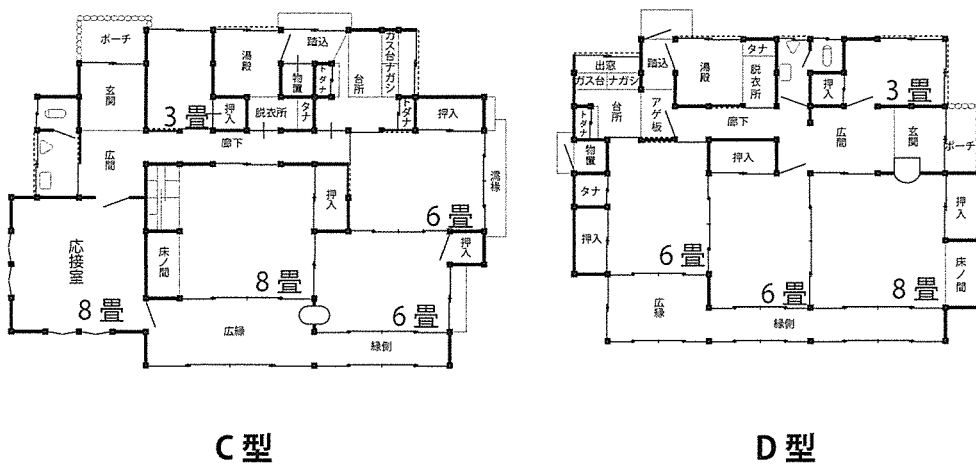 ポーチ
玄関
3 畳
湯殿
踏込
物置
トダナ
台所
ガス台
ナガシ
トダナ
押入
押入
脱衣所
タナ
廊下
広間
濡縁
応接室
8 畳
床ノ間
8 畳
押入
6 畳
押入
6 畳
広縁
縁側
C 型
出窓
ガス台
ナガシ
踏込
湯殿
タナ
脱衣所
押入
3 畳
トダナ
台所
アゲ板
廊下
広間
玄関
ポーチ
物置
押入
タナ
押入
押入
6 畳
6 畳
8 畳
床ノ間
広縁
縁側
D 型